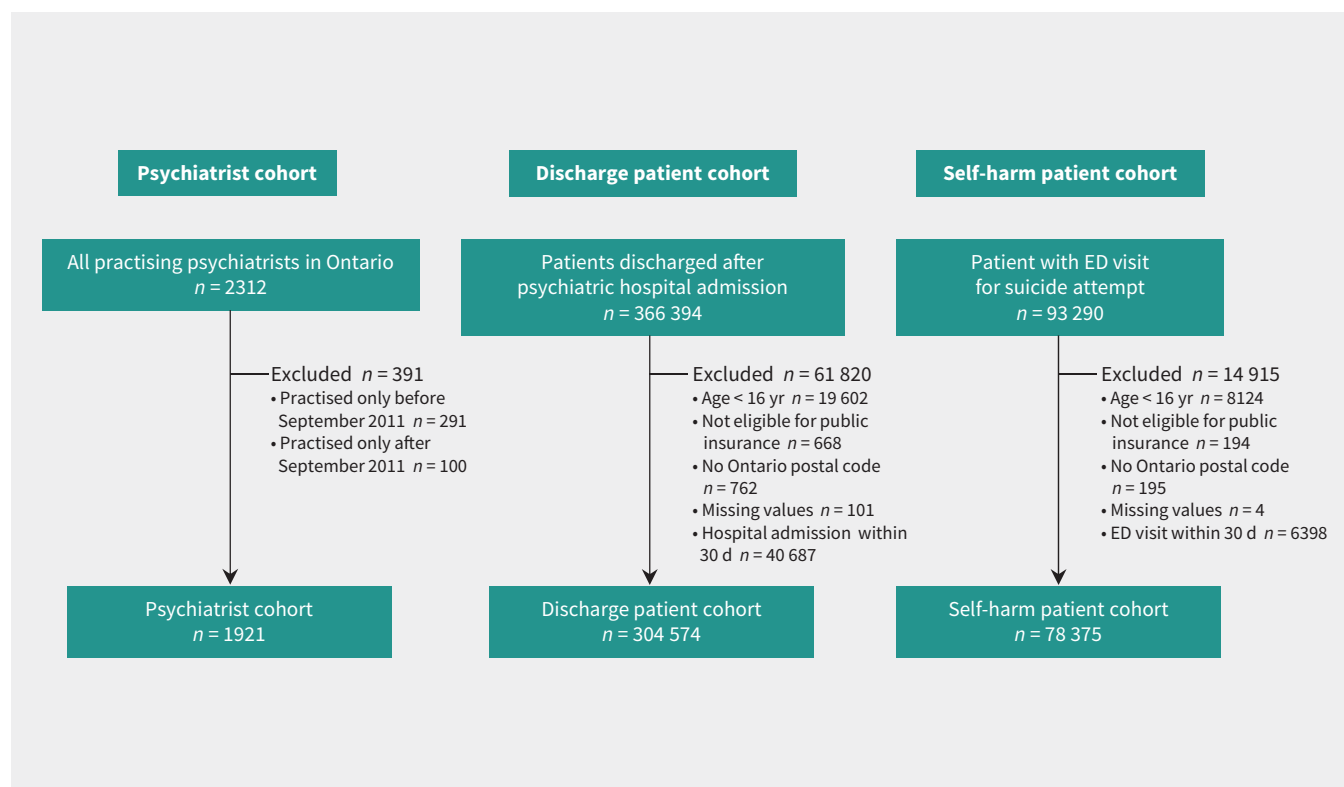 Psychiatrist cohort
All practising psychiatrists in Ontario
n = 2312
Excluded n = 391
• Practised only before
September 2011 n = 291
• Practised only after
September 2011 n = 100
Psychiatrist cohort
n = 1921
Discharge patient cohort
Patients discharged after
psychiatric hospital admission
n = 366 394
Excluded n = 61 820
• Age < 16 yr n = 19 602
• Not eligible for public
insurance n = 668
• No Ontario postal code
n = 762
• Missing values n = 101
• Hospital admission within
30 d n = 40 687
Discharge patient cohort
n = 304 574
Self-harm patient cohort
Patient with ED visit
for suicide attempt
n = 93 290
Excluded n = 14 915
• Age < 16 yr n = 8124
• Not eligible for public
insurance n = 194
• No Ontario postal code
n = 195
• Missing values n = 4
• ED visit within 30 d n = 6398
Self-harm patient cohort
n = 78 375